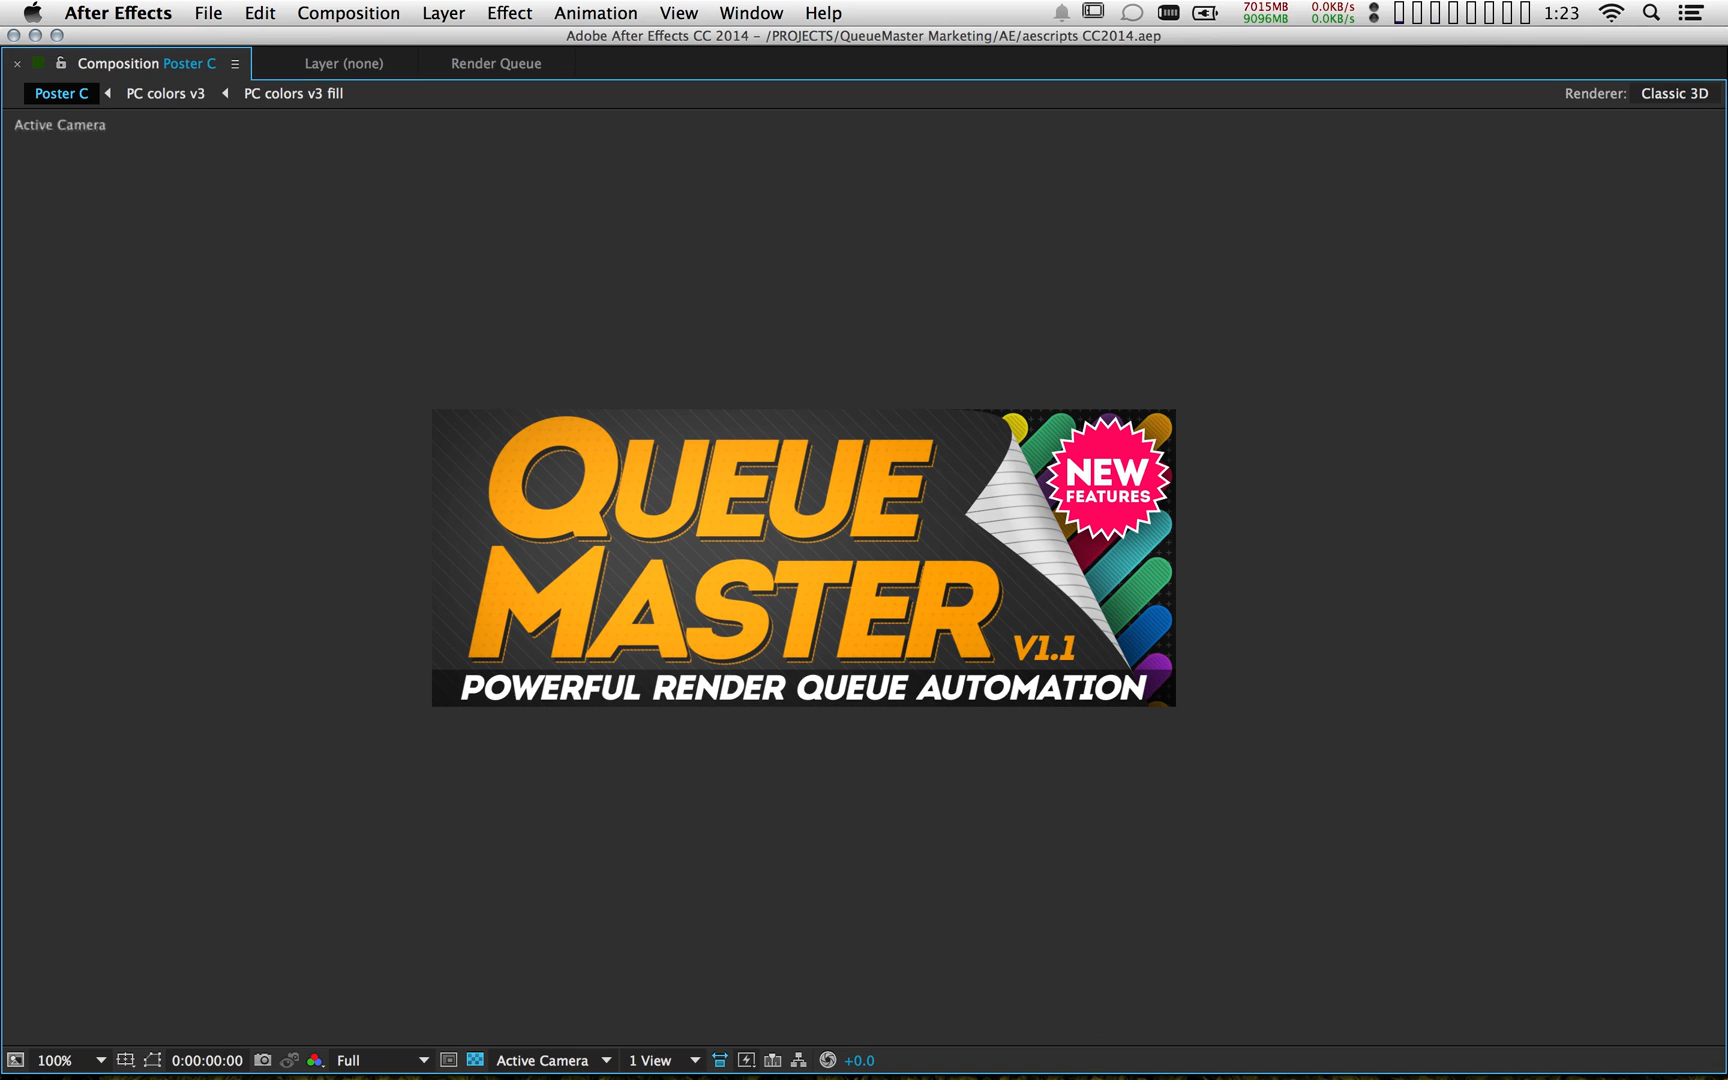 After Effects File Edit Composition Layer Effect Animation View Window Help 7015MB 9096MB 0.0KB/s 0.0KB/s 1:23
Adobe After Effects CC 2014 – /PROJECTS/QueueMaster Marketing/AE/aescripts CC2014.aep
Composition Poster C Layer (none) Render Queue
Poster C PC colors v3 PC colors v3 fill Renderer: Classic 3D
Active Camera
QUEUE
MASTER
V1.1
NEW
FEATURES
POWERFUL RENDER QUEUE AUTOMATION
100% 0:00:00:00 Full Active Camera 1 View +0.0